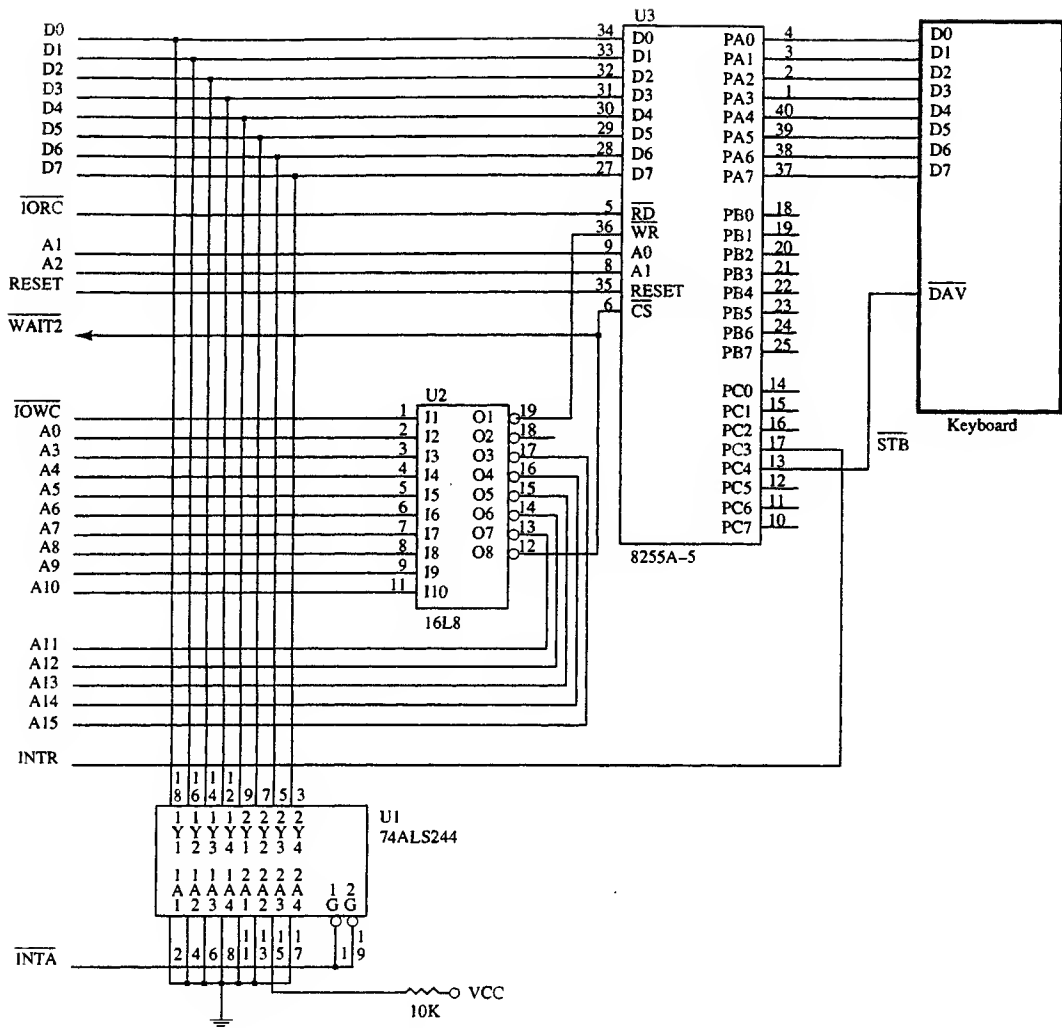 U3
D0 34 D0 PA0 4 D0
D1 33 D1 PA1 3 D1
D2 32 D2 PA2 2 D2
D3 31 D3 PA3 1 D3
D4 30 D4 PA4 40 D4
D5 29 D5 PA5 39 D5
D6 28 D6 PA6 38 D6
D7 27 D7 PA7 37 D7
IORC 5 RD PB0 18
36 WR PB1 19
A1 9 A0 PB2 20
A2 8 A1 PB3 21
RESET 35 RESET PB4 22 DAV
6 CS PB5 23
WAIT2 PB6 24
PB7 25
U2 PC0 14
IOWC 1 I1 O1 19 PC1 15
A0 2 I2 O2 18 PC2 16 Keyboard
A3 3 I3 O3 17 PC3 17 STB
A4 4 I4 O4 16 PC4 13
A5 5 I5 O5 15 PC5 12
A6 6 I6 O6 14 PC6 11
A7 7 I7 O7 13 PC7 10
A8 8 I8 O8 12 8255A-5
A9 9 I9
A10 11 I10
16L8
A11
A12
A13
A14
A15
INTR
18 16 14 12 9 7 5 3
1Y1 1Y2 1Y3 1Y4 2Y1 2Y2 2Y3 2Y4 U1
74ALS244
1A1 1A2 1A3 1A4 2A1 2A2 2A3 2A4 1G 2G
INTA 2 4 6 8 11 13 15 17 1 19
10K VCC